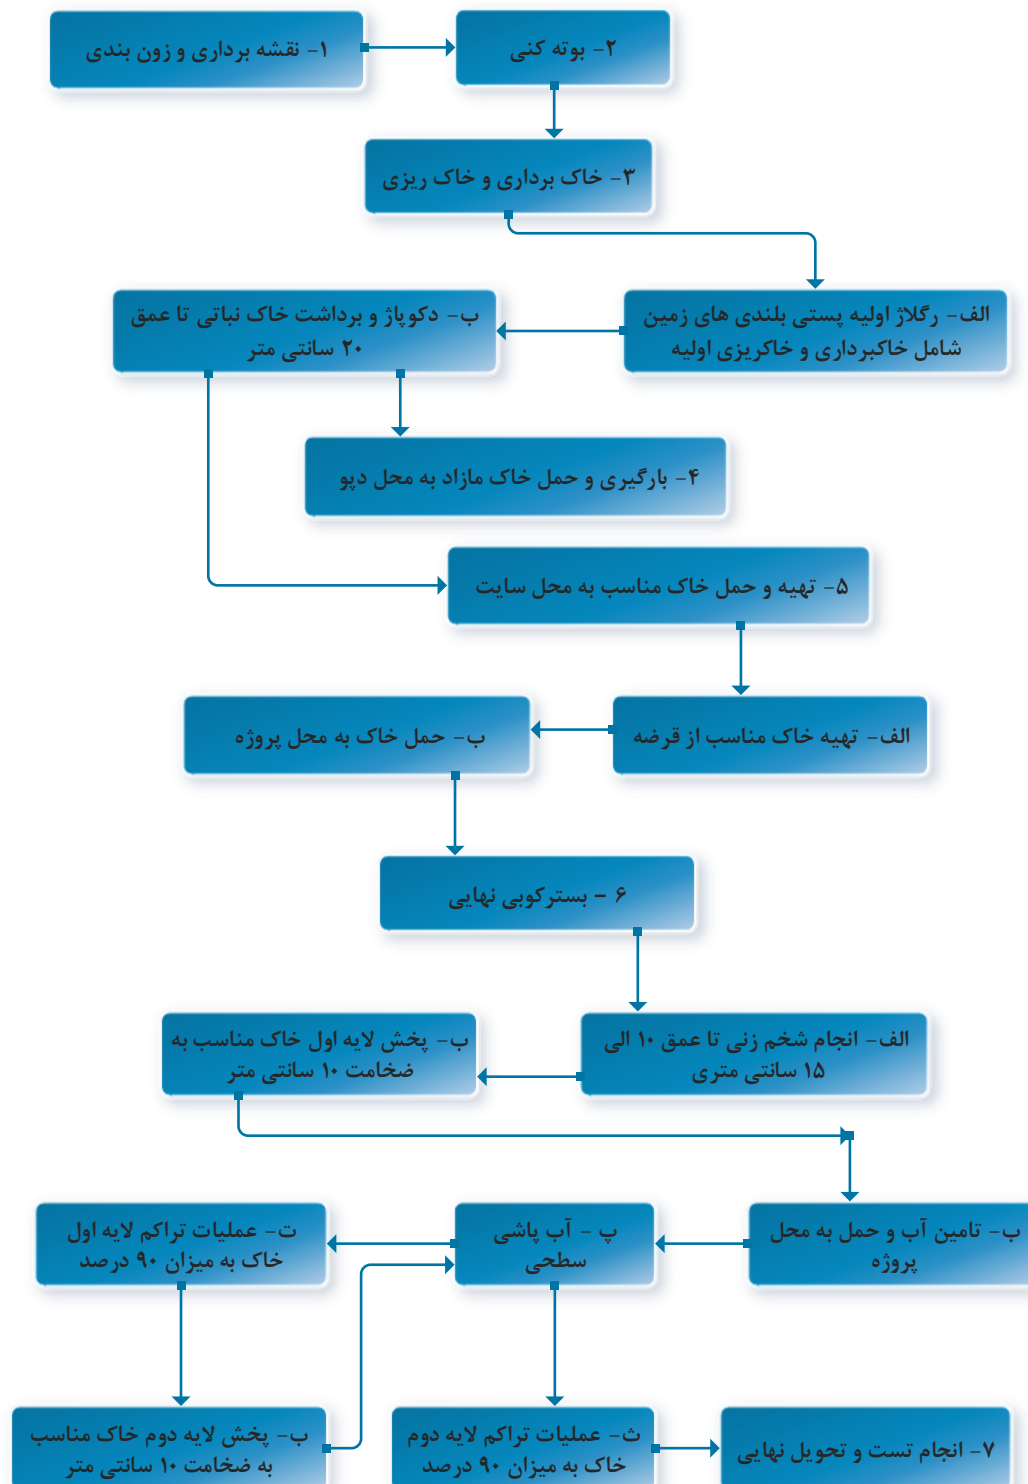 ۱- نقشه برداری و زون بندی
۲- بوته کنی
۳- خاک برداری و خاک ریزی
الف- رگلاژ اولیه پستی بلندی های زمین
شامل خاکبرداری و خاکریزی اولیه
ب- دکوپاژ و برداشت خاک نباتی تا عمق
۲۰ سانتی متر
۴- بارگیری و حمل خاک مازاد به محل دپو
۵- تهیه و حمل خاک مناسب به محل سایت
الف- تهیه خاک مناسب از قرضه
ب- حمل خاک به محل پروژه
۶ - بسترکوبی نهایی
الف- انجام شخم زنی تا عمق ۱۰ الی
۱۵ سانتی متری
ب- پخش لایه اول خاک مناسب به
ضخامت ۱۰ سانتی متر
ب- تامین آب و حمل به محل
پروژه
پ - آب پاشی
سطحی
ت- عملیات تراکم لایه اول
خاک به میزان ۹۰ درصد
ب- پخش لایه دوم خاک مناسب
به ضخامت ۱۰ سانتی متر
ث- عملیات تراکم لایه دوم
خاک به میزان ۹۰ درصد
۷- انجام تست و تحویل نهایی